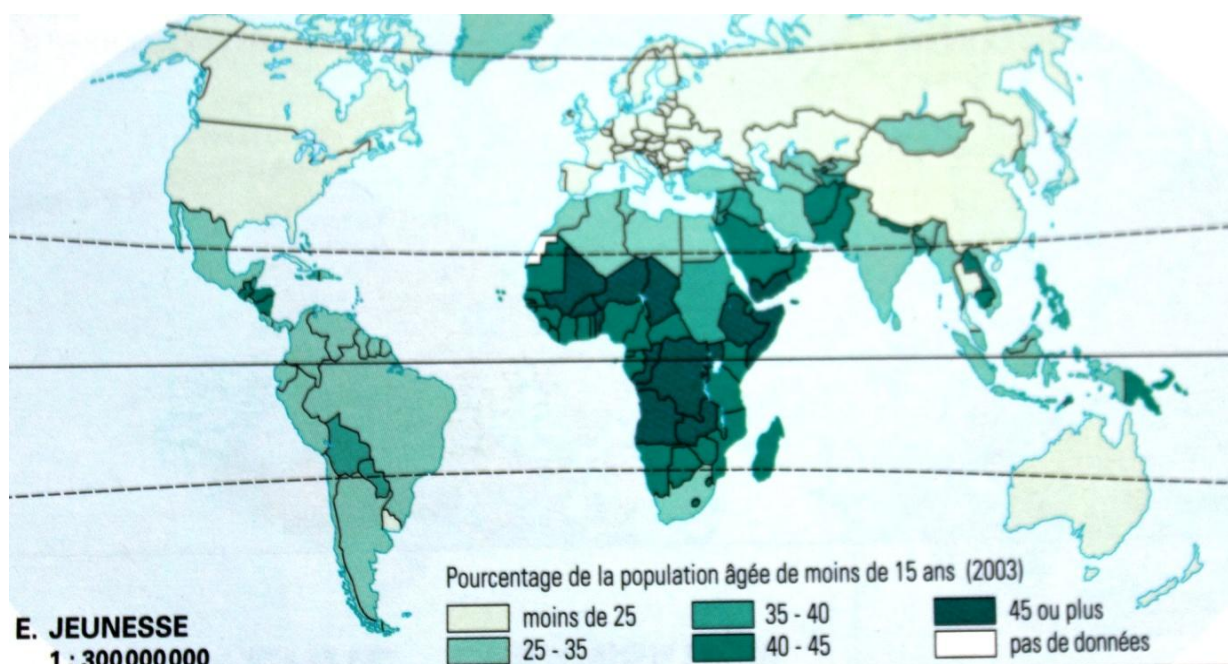 Pourcentage de la population âgée de moins de 15 ans (2003)
moins de 25
35 - 40
45 ou plus
25 - 35
40 - 45
pas de données
E. JEUNESSE
1 : 300 000 000